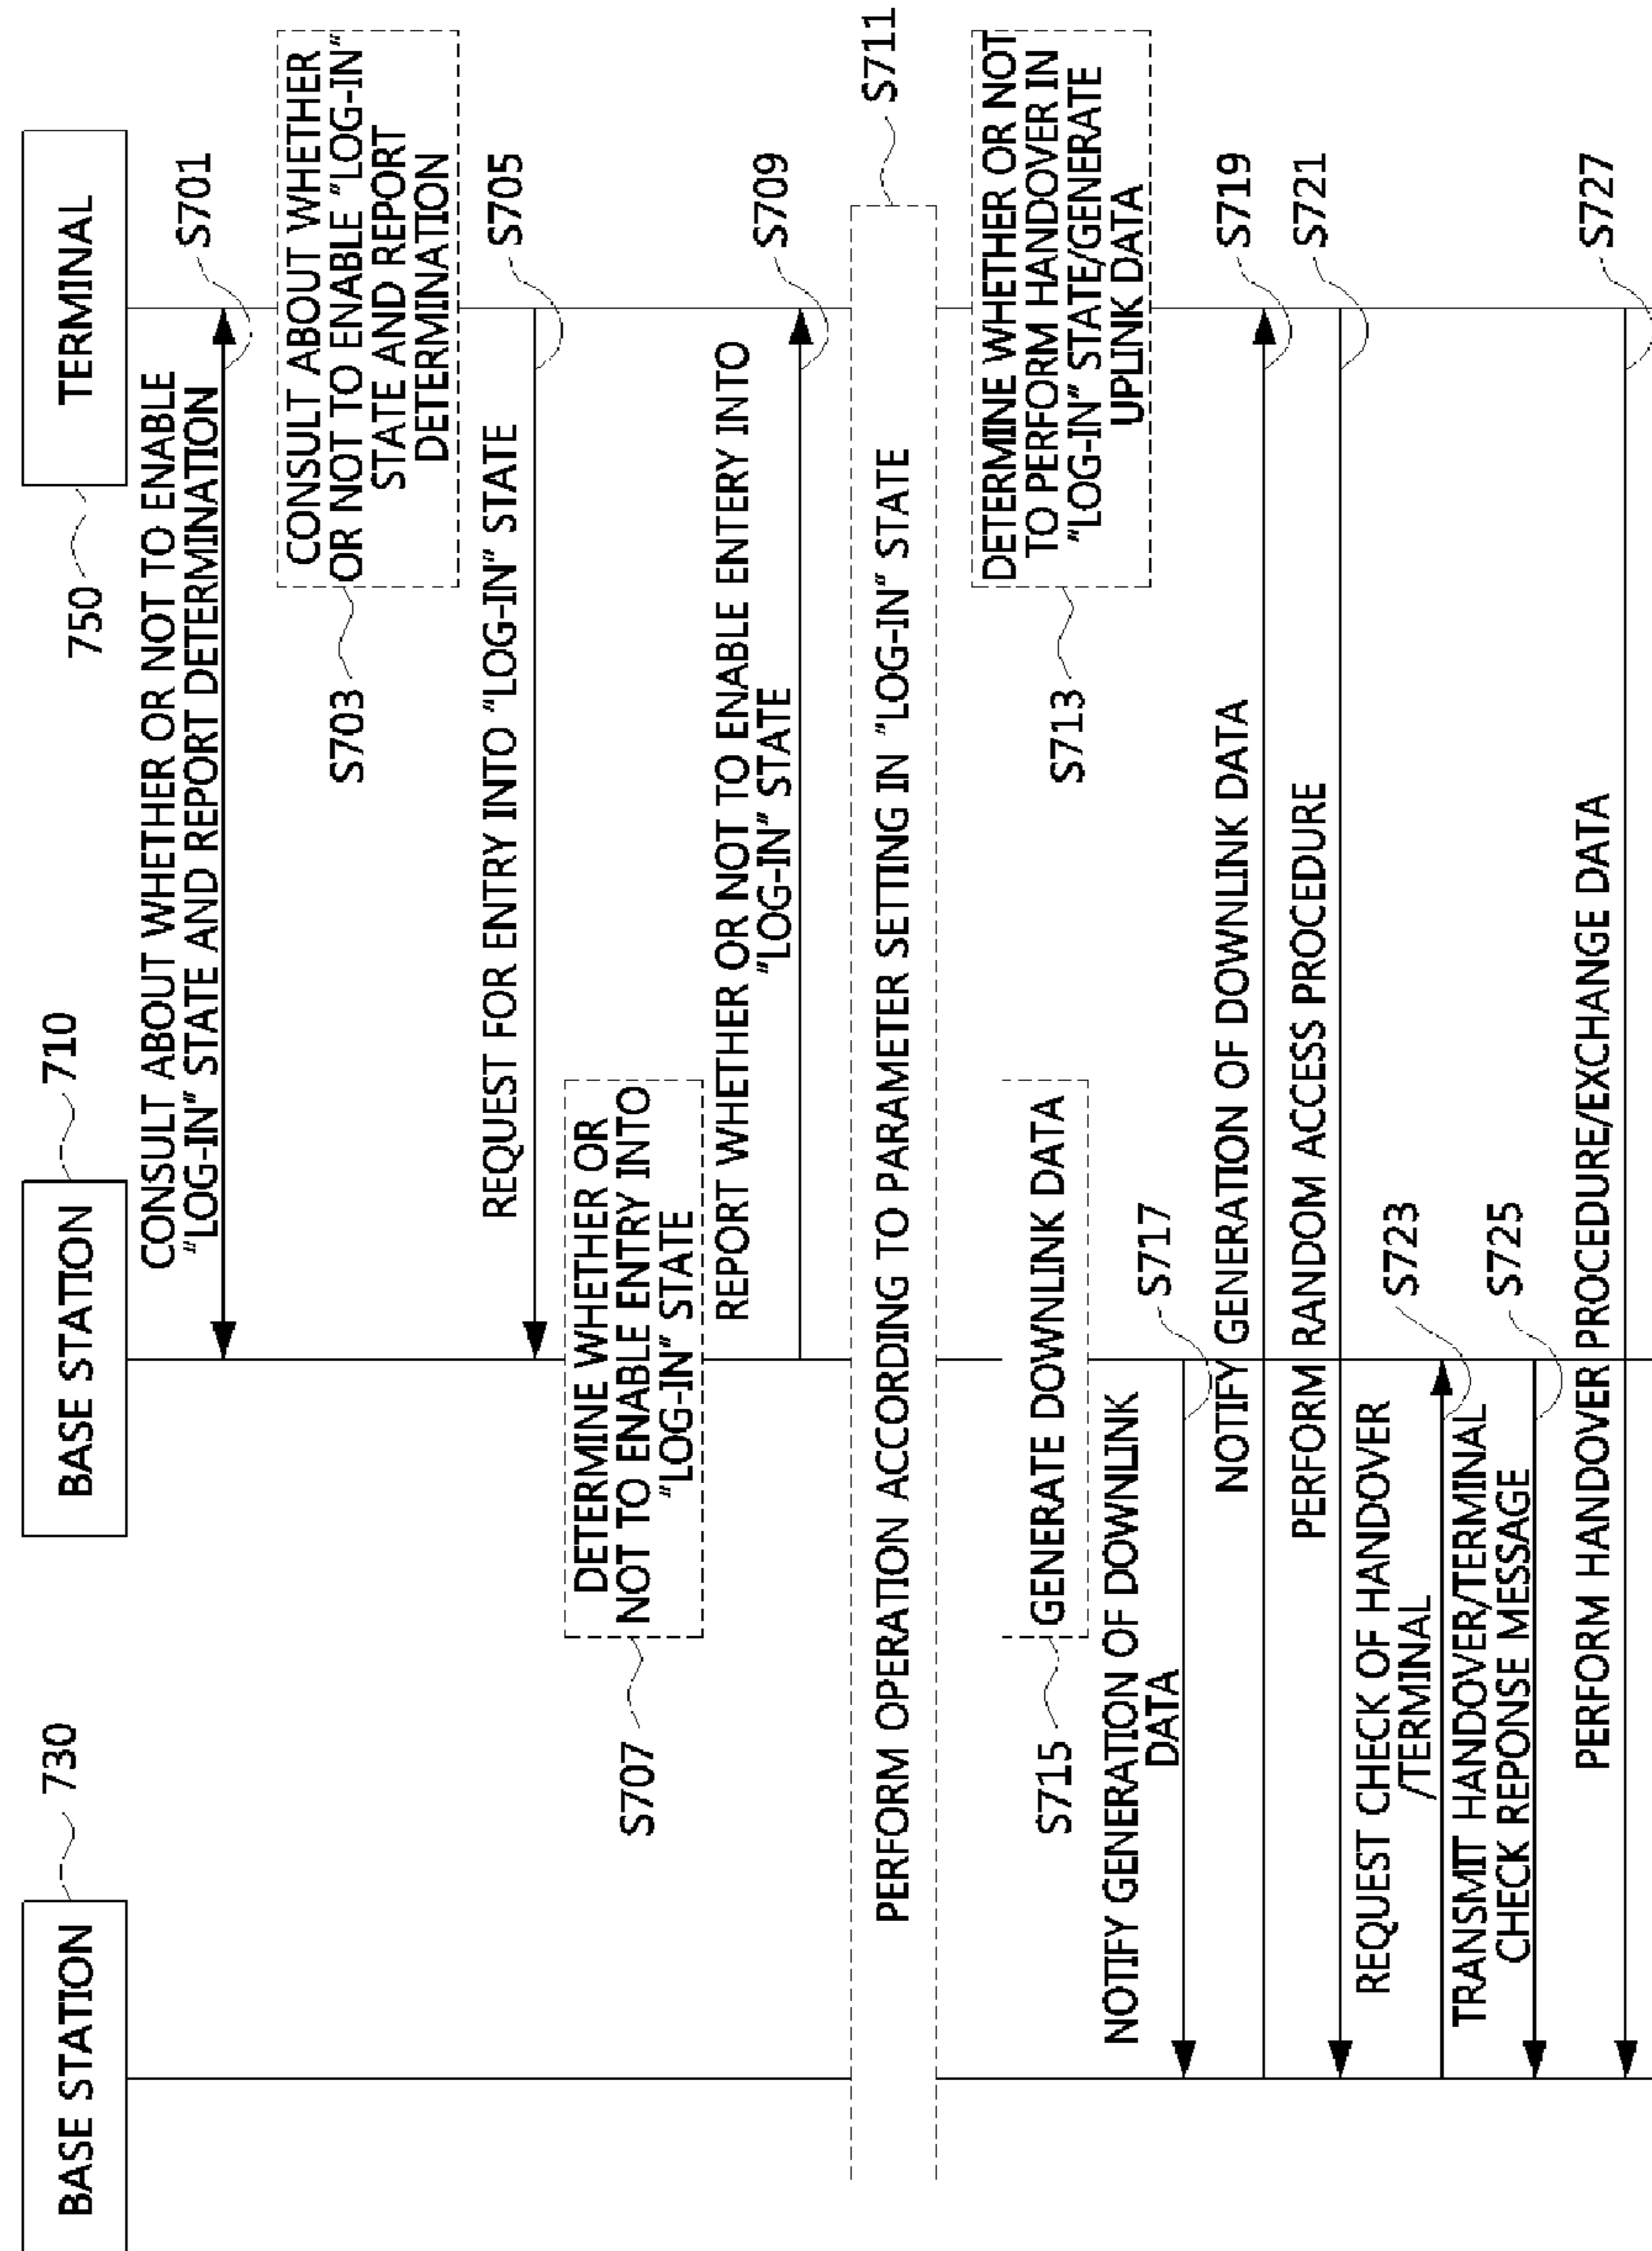 BASE STATION
730
BASE STATION
710
TERMINAL
750
CONSULT ABOUT WHETHER OR NOT TO ENABLE
"LOG-IN" STATE AND REPORT DETERMINATION
S701
CONSULT ABOUT WHETHER
OR NOT TO ENABLE "LOG-IN"
STATE AND REPORT
DETERMINATION
S703
REQUEST FOR ENTRY INTO "LOG-IN" STATE
S705
DETERMINE WHETHER OR
NOT TO ENABLE ENTRY INTO
"LOG-IN" STATE
S707
REPORT WHETHER OR NOT TO ENABLE ENTERY INTO
"LOG-IN" STATE
S709
PERFORM OPERATION ACCORDING TO PARAMETER SETTING IN "LOG-IN" STATE
S711
DETERMINE WHETHER OR NOT
TO PERFORM HANDOVER IN
"LOG-IN" STATE/GENERATE
UPLINK DATA
S713
GENERATE DOWNLINK DATA
S715
NOTIFY GENERATION OF DOWNLINK
DATA
S717
NOTIFY GENERATION OF DOWNLINK DATA
S719
PERFORM RANDOM ACCESS PROCEDURE
S721
REQUEST CHECK OF HANDOVER
/TERMINAL
S723
TRANSMIT HANDOVER/TERMINAL
CHECK REPONSE MESSAGE
S725
PERFORM HANDOVER PROCEDURE/EXCHANGE DATA
S727